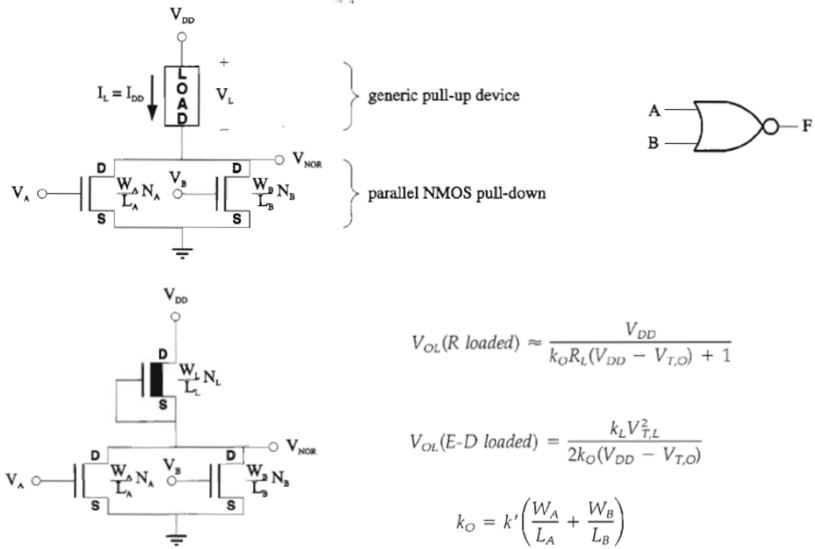 V_DD
I_L = I_DD
LOAD
+
V_L
−
generic pull-up device
A
B
F
V_NOR
V_A
D
S
W_A/L_A N_A
V_B
D
S
W_B/L_B N_B
parallel NMOS pull-down
V_DD
D
S
W_L/L_L N_L
V_NOR
V_A
D
S
W_A/L_A N_A
V_B
D
S
W_B/L_B N_B
V_OL(R loaded) ≈ V_DD / (k_O R_L(V_DD − V_T,O) + 1)
V_OL(E-D loaded) = k_L V²_T,L / (2k_O(V_DD − V_T,O))
k_O = k′(W_A/L_A + W_B/L_B)